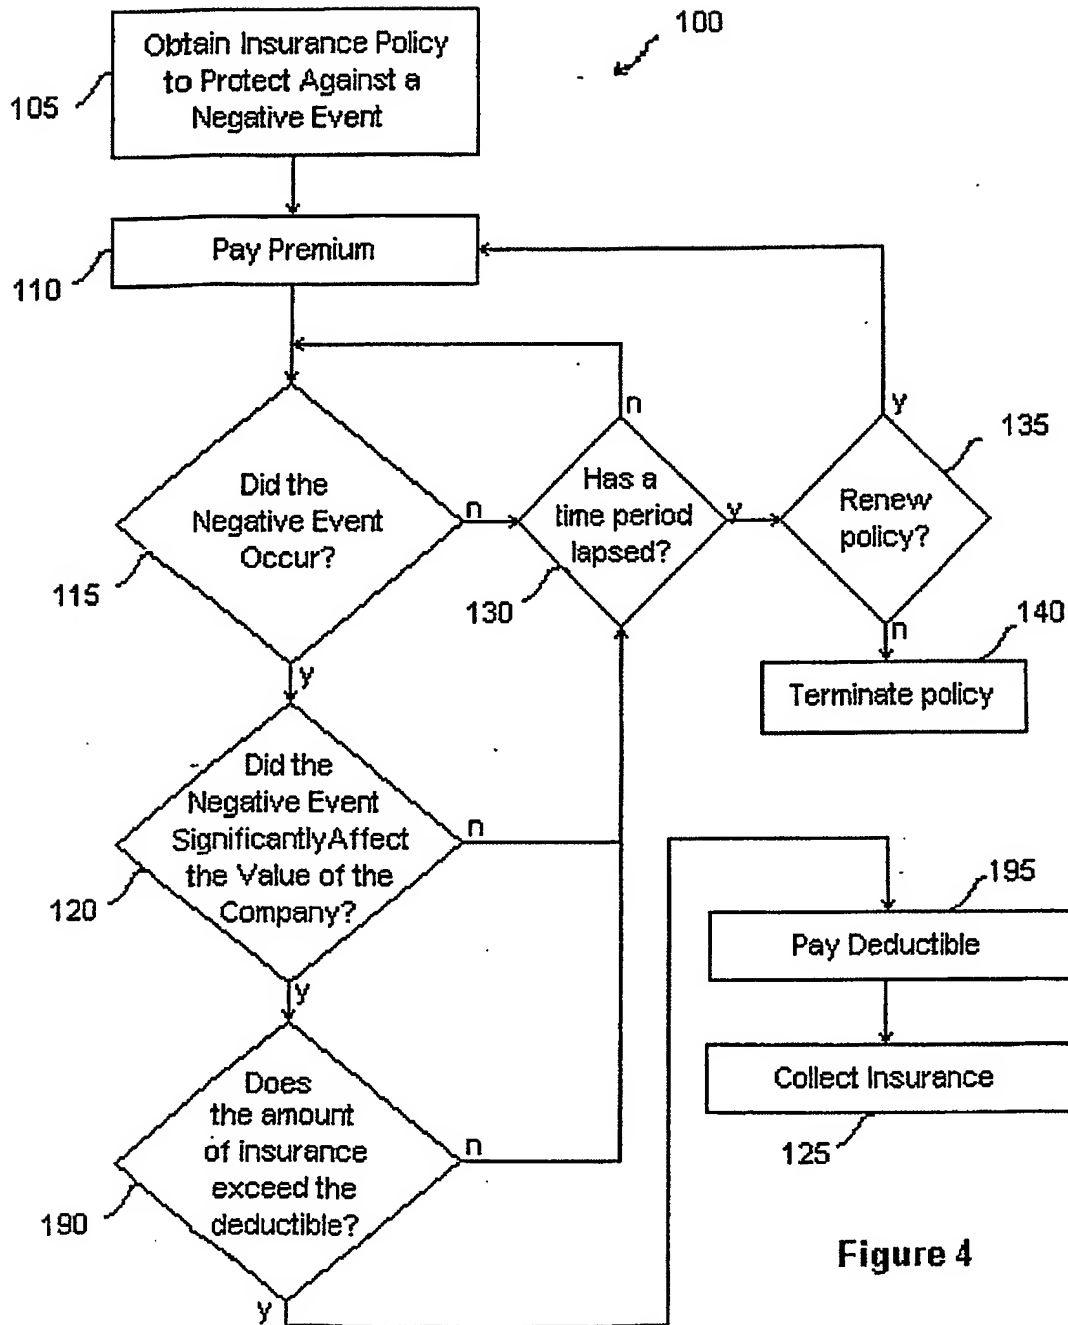 100
Obtain Insurance Policy
to Protect Against a
Negative Event
105
Pay Premium
110
n
y
135
Did the
Negative Event
Occur?
n
115
y
Has a
time period
lapsed?
y
130
Renew
policy?
n
140
Terminate policy
Did the
Negative Event
Significantly Affect
the Value of the
Company?
n
120
y
195
Pay Deductible
Collect Insurance
125
Does
the amount
of insurance
exceed the
deductible?
n
190
y
Figure 4